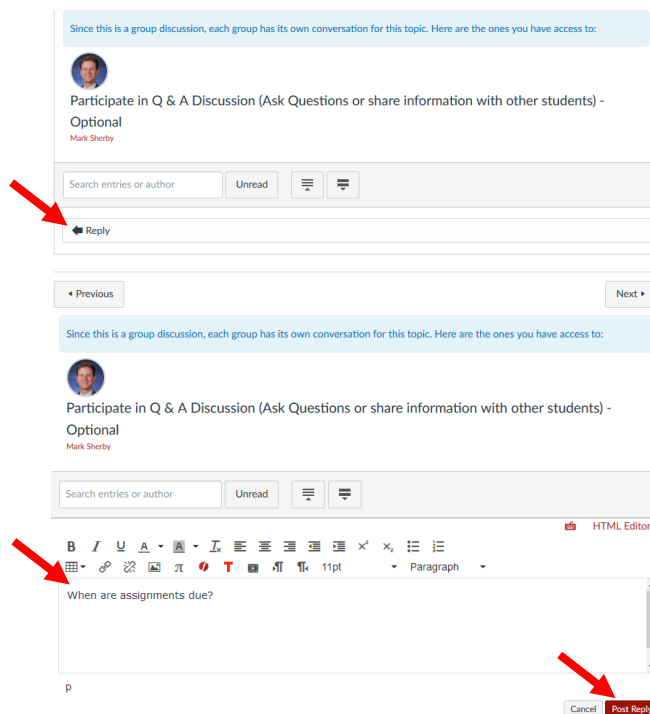 Since this is a group discussion, each group has its own conversation for this topic. Here are the ones you have access to:
Participate in Q & A Discussion (Ask Questions or share information with other students) -
Optional
Mark Sherby
Search entries or author Unread
Reply
Previous Next
Since this is a group discussion, each group has its own conversation for this topic. Here are the ones you have access to:
Participate in Q & A Discussion (Ask Questions or share information with other students) -
Optional
Mark Sherby
Search entries or author Unread
HTML Editor
B I U A A Tx x² x₂
π T ¶ ¶ 11pt Paragraph
When are assignments due?
p
Cancel Post Reply